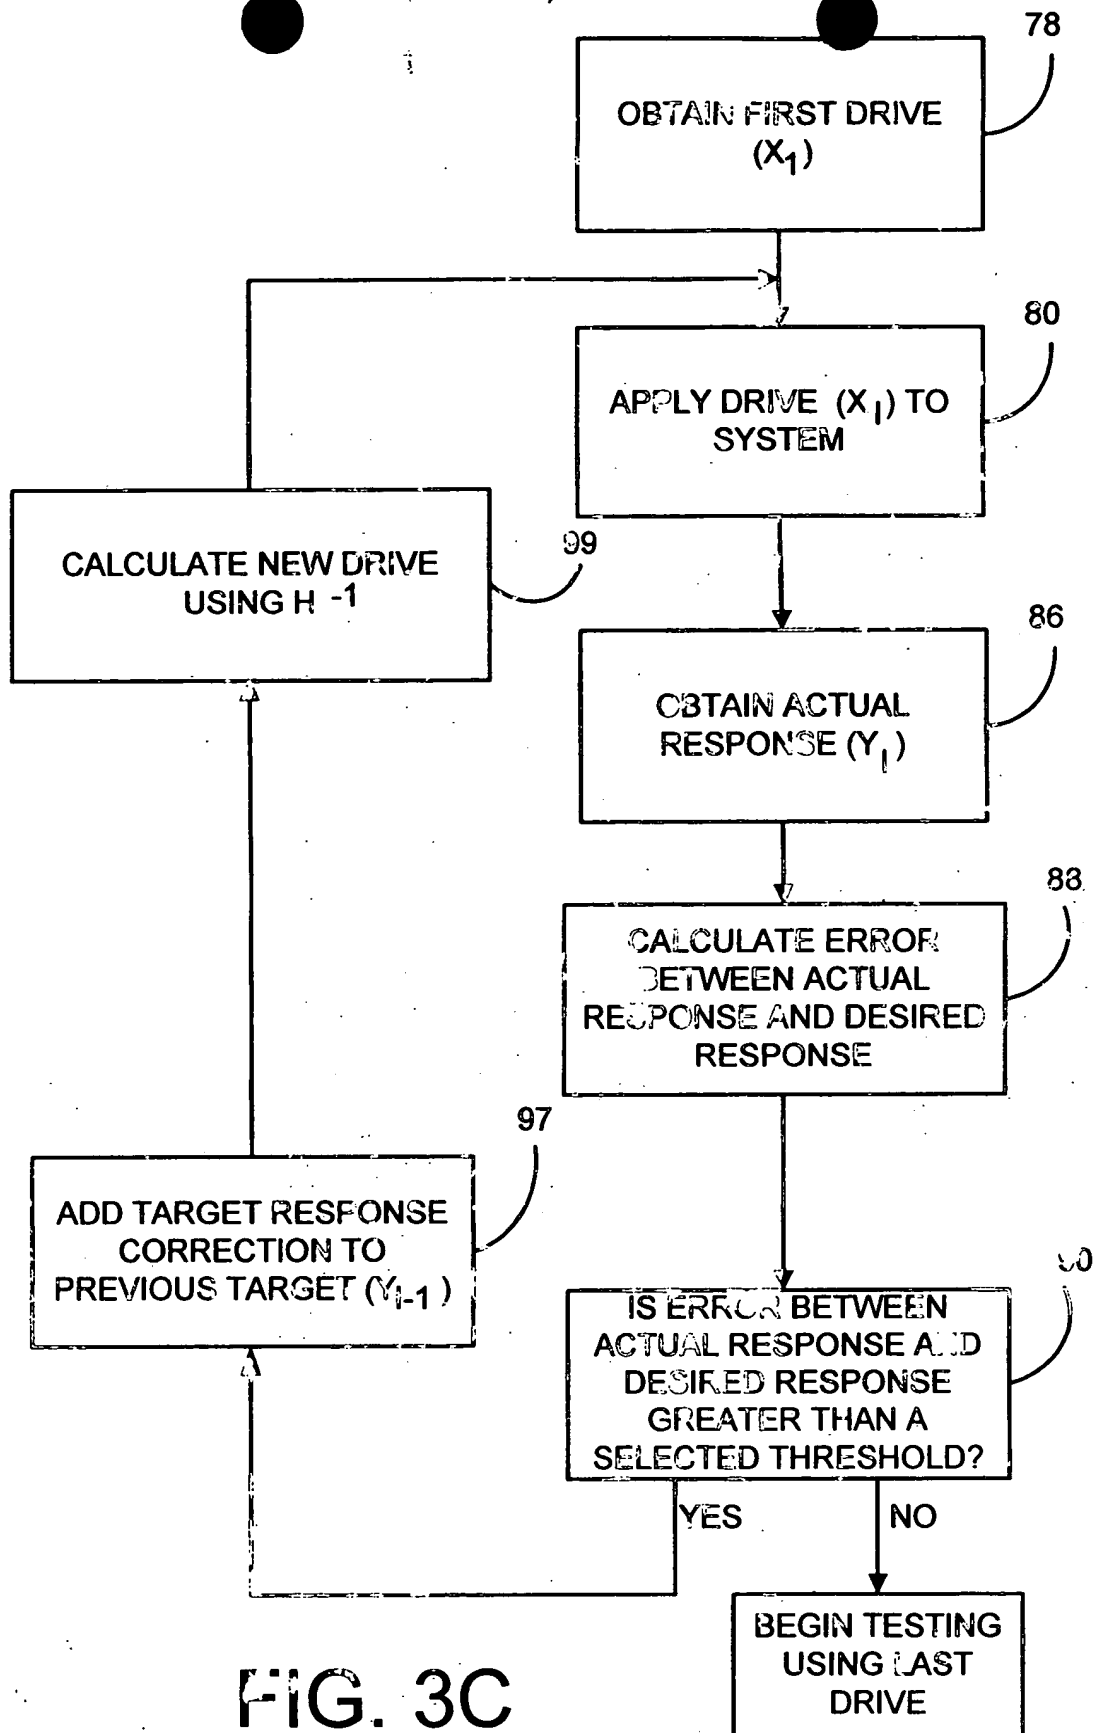 78
OBTAIN FIRST DRIVE
(X1)
80
APPLY DRIVE (XI) TO
SYSTEM
99
CALCULATE NEW DRIVE
USING H -1
86
OBTAIN ACTUAL
RESPONSE (YI)
88
CALCULATE ERROR
BETWEEN ACTUAL
RESPONSE AND DESIRED
RESPONSE
97
ADD TARGET RESPONSE
CORRECTION TO
PREVIOUS TARGET (YI-1)
90
IS ERROR BETWEEN
ACTUAL RESPONSE AND
DESIRED RESPONSE
GREATER THAN A
SELECTED THRESHOLD?
YES
NO
BEGIN TESTING
USING LAST
DRIVE
FIG. 3C